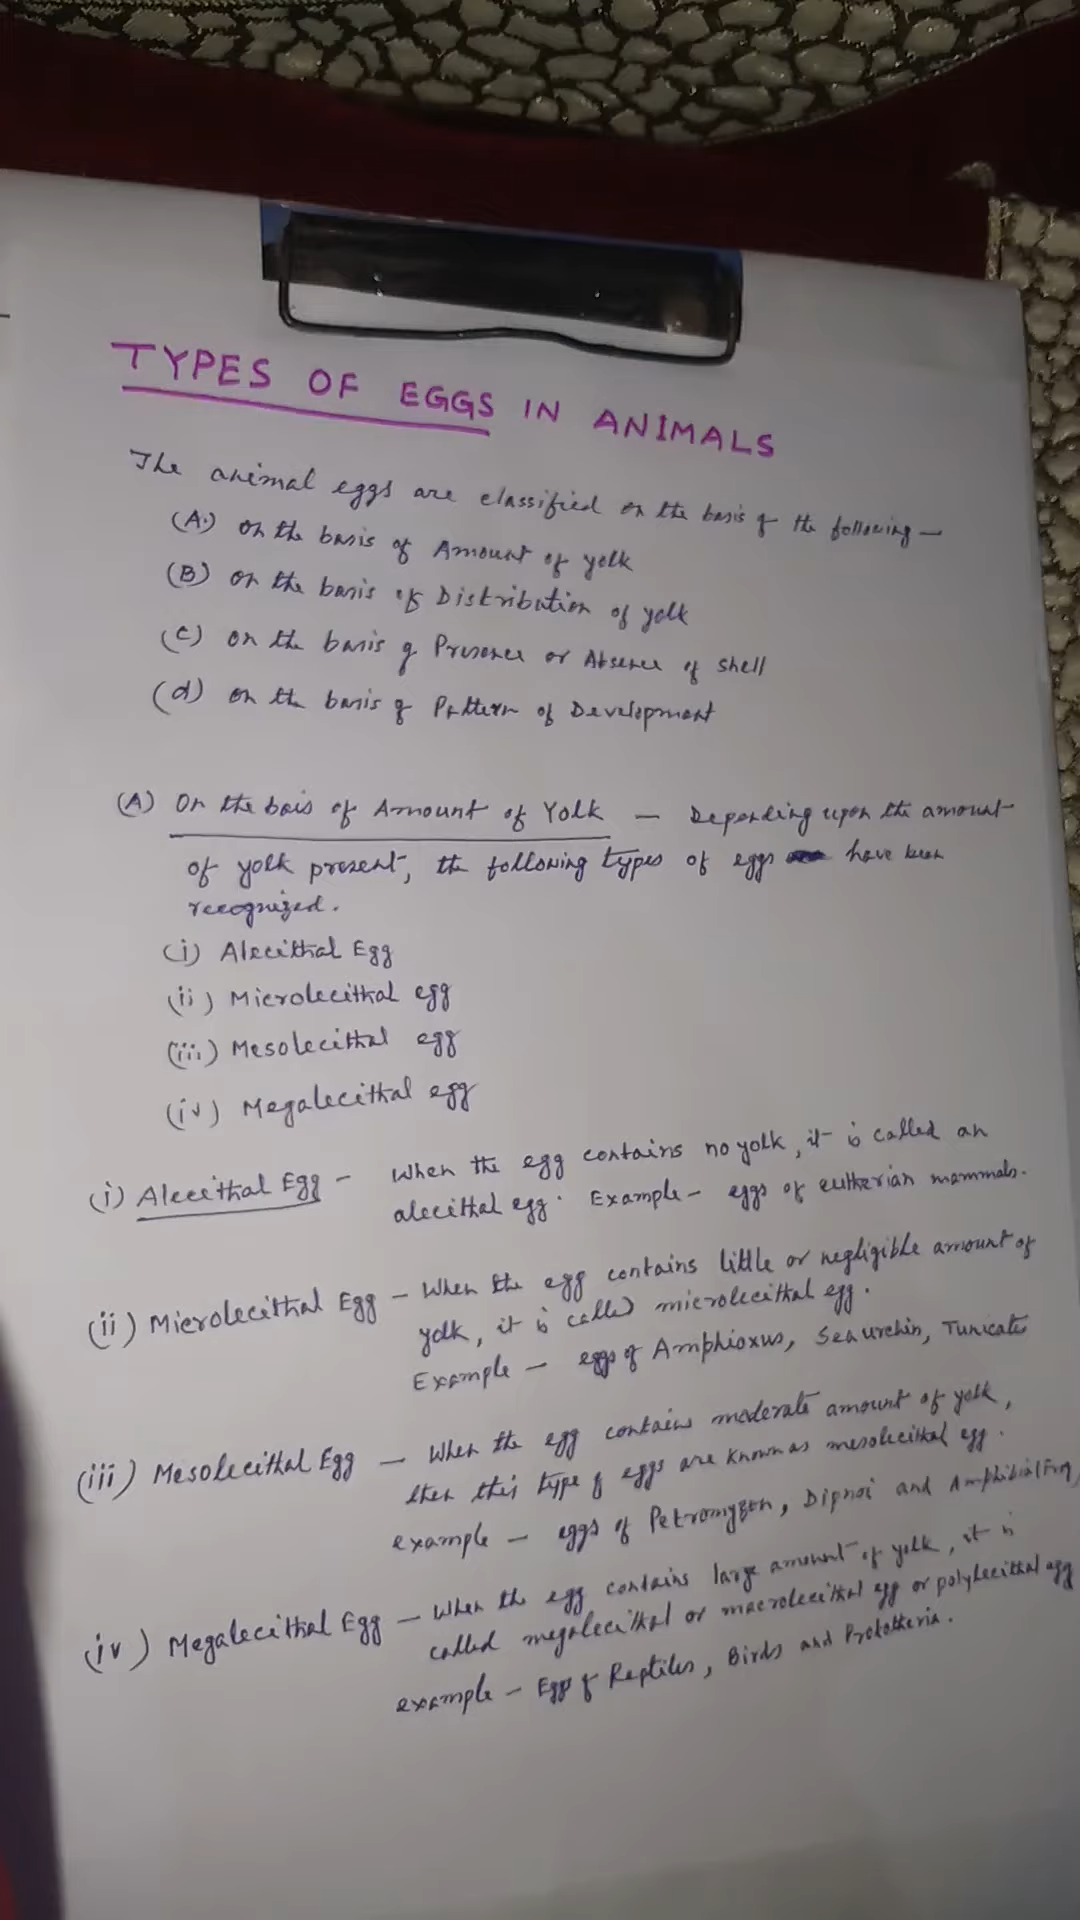 TYPES OF EGGS IN ANIMALS
The animal eggs are classified on the basis of the following —
(A.) on the basis of Amount of yolk
(B) on the basis of Distribution of yolk
(c) on the basis of Presence or Absence of shell
(d) on the basis of Pattern of Development
(A) On the bais of Amount of Yolk — Depending upon the amount
of yolk present, the following types of eggs have been
recognized.
(i) Alecithal Egg
(ii) Microlecithal egg
(iii) Mesolecithal egg
(iv) Megalecithal egg
(i) Alecithal Egg - When the egg contains no yolk, it is called an
alecithal egg. Example - eggs of eutherian mammals.
(ii) Microlecithal Egg - When the egg contains little or negligible amount of
yolk, it is called microlecithal egg.
Example - eggs of Amphioxus, Sea urchin, Tunicates
(iii) Mesolecithal Egg - When the egg contains moderate amount of yolk,
then this type of eggs are known as mesolecithal egg.
example - eggs of Petromyzon, Dipnoi and Amphibia(Frog)
(iv) Megalecithal Egg - When the egg contains large amount of yolk, it is
called megalecithal or macrolecithal egg or polylecithal egg
example - Eggs of Reptiles, Birds and Prototheria.